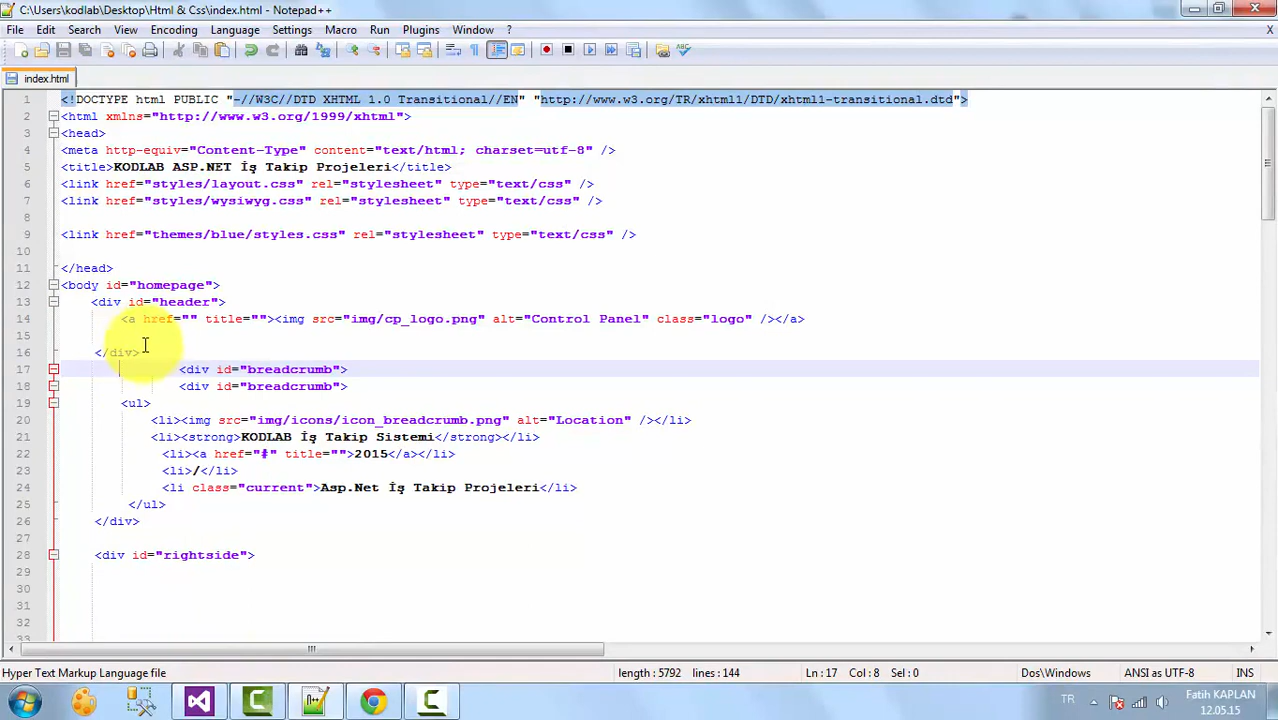 C:\Users\kodlab\Desktop\Html & Css\index.html - Notepad++
File Edit Search View Encoding Language Settings Macro Run Plugins Window ? X
index.html
1 <!DOCTYPE html PUBLIC "-//W3C//DTD XHTML 1.0 Transitional//EN" "http://www.w3.org/TR/xhtml1/DTD/xhtml1-transitional.dtd">
2 <html xmlns="http://www.w3.org/1999/xhtml">
3 <head>
4 <meta http-equiv="Content-Type" content="text/html; charset=utf-8" />
5 <title>KODLAB ASP.NET İş Takip Projeleri</title>
6 <link href="styles/layout.css" rel="stylesheet" type="text/css" />
7 <link href="styles/wysiwyg.css" rel="stylesheet" type="text/css" />
8
9 <link href="themes/blue/styles.css" rel="stylesheet" type="text/css" />
10
11 </head>
12 <body id="homepage">
13 <div id="header">
14 <a href="" title=""><img src="img/cp_logo.png" alt="Control Panel" class="logo" /></a>
15
16 </div>
17 <div id="breadcrumb">
18 <div id="breadcrumb">
19 <ul>
20 <li><img src="img/icons/icon_breadcrumb.png" alt="Location" /></li>
21 <li><strong>KODLAB İş Takip Sistemi</strong></li>
22 <li><a href="#" title="">2015</a></li>
23 <li>/</li>
24 <li class="current">Asp.Net İş Takip Projeleri</li>
25 </ul>
26 </div>
27
28 <div id="rightside">
29
30
31
32
33
Hyper Text Markup Language file length : 5792 lines : 144 Ln : 17 Col : 8 Sel : 0 Dos\Windows ANSI as UTF-8 INS
TR Fatih KAPLAN
12.05.15